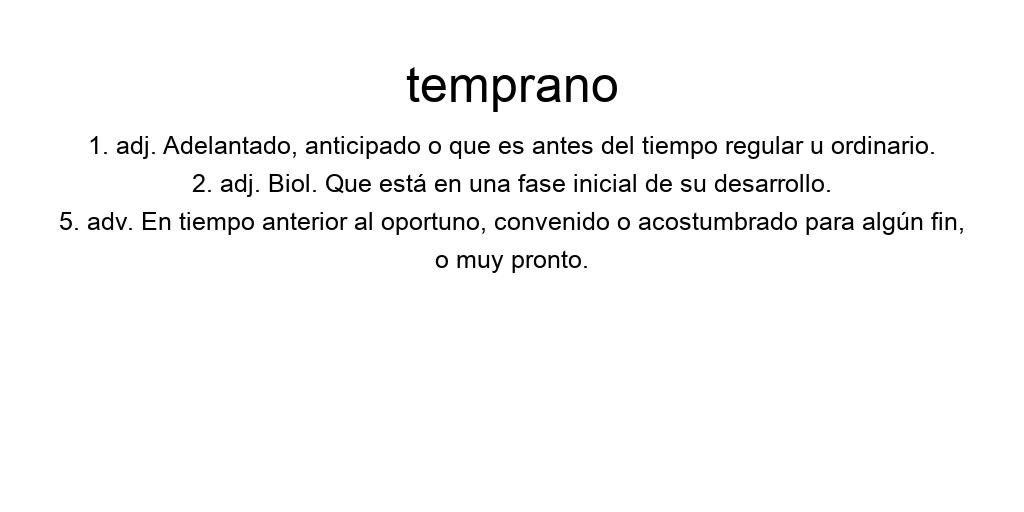 temprano
1. adj. Adelantado, anticipado o que es antes del tiempo regular u ordinario.
2. adj. Biol. Que está en una fase inicial de su desarrollo.
5. adv. En tiempo anterior al oportuno, convenido o acostumbrado para algún fin,
o muy pronto.